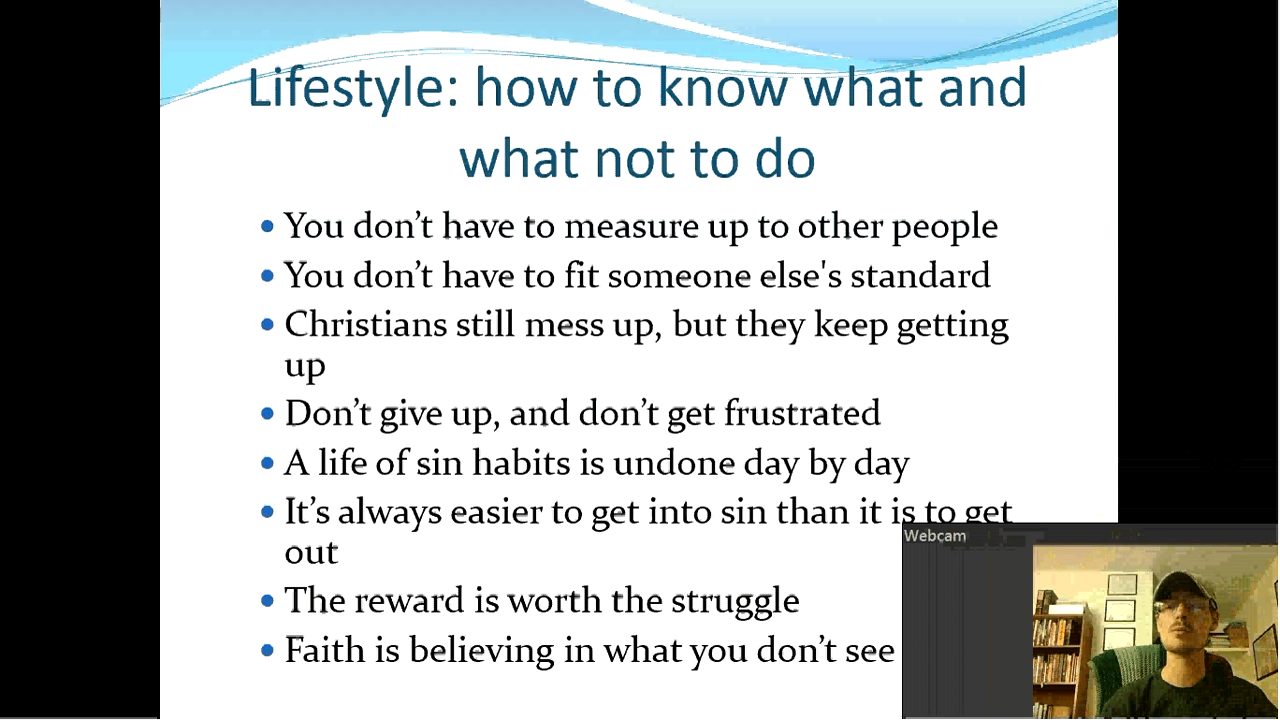 Lifestyle: how to know what and
what not to do
• You don’t have to measure up to other people
• You don’t have to fit someone else's standard
• Christians still mess up, but they keep getting
up
• Don’t give up, and don’t get frustrated
• A life of sin habits is undone day by day
• It’s always easier to get into sin than it is to get
out
• The reward is worth the struggle
• Faith is believing in what you don’t see
Webcam